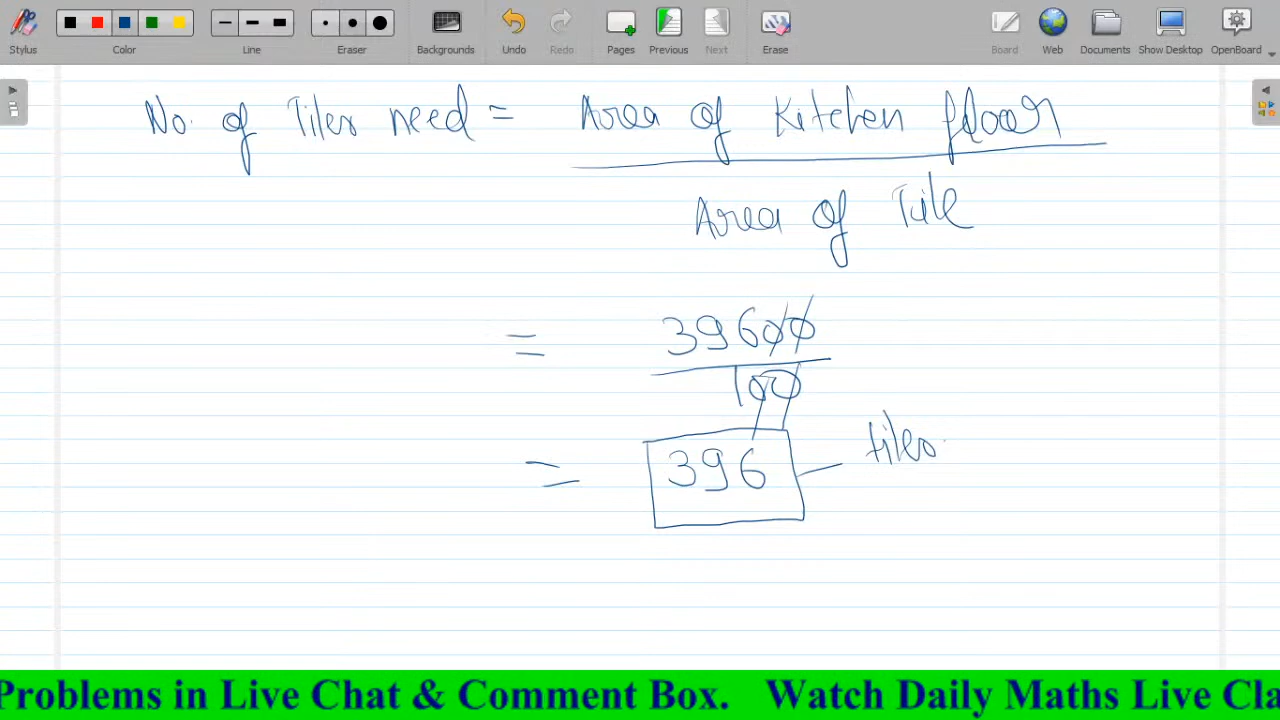 Stylus Color Line Eraser Backgrounds Undo Redo Pages Previous Next Erase Board Web Documents Show Desktop OpenBoard
No. of Tiles need = Area of Kitchen floor
Area of Tile
= 39600
100
= 396 tiles.
Problems in Live Chat & Comment Box. Watch Daily Maths Live Cla